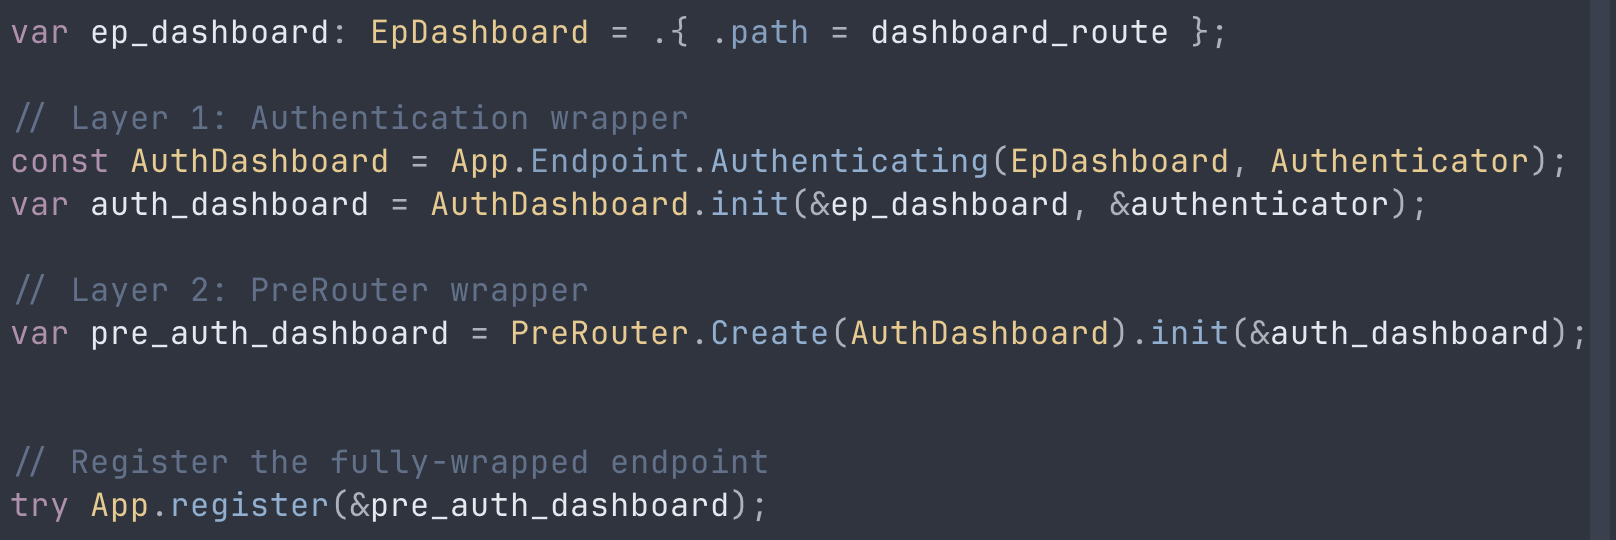 var ep_dashboard: EpDashboard = .{ .path = dashboard_route };
// Layer 1: Authentication wrapper
const AuthDashboard = App.Endpoint.Authenticating(EpDashboard, Authenticator);
var auth_dashboard = AuthDashboard.init(&ep_dashboard, &authenticator);
// Layer 2: PreRouter wrapper
var pre_auth_dashboard = PreRouter.Create(AuthDashboard).init(&auth_dashboard);
// Register the fully-wrapped endpoint
try App.register(&pre_auth_dashboard);